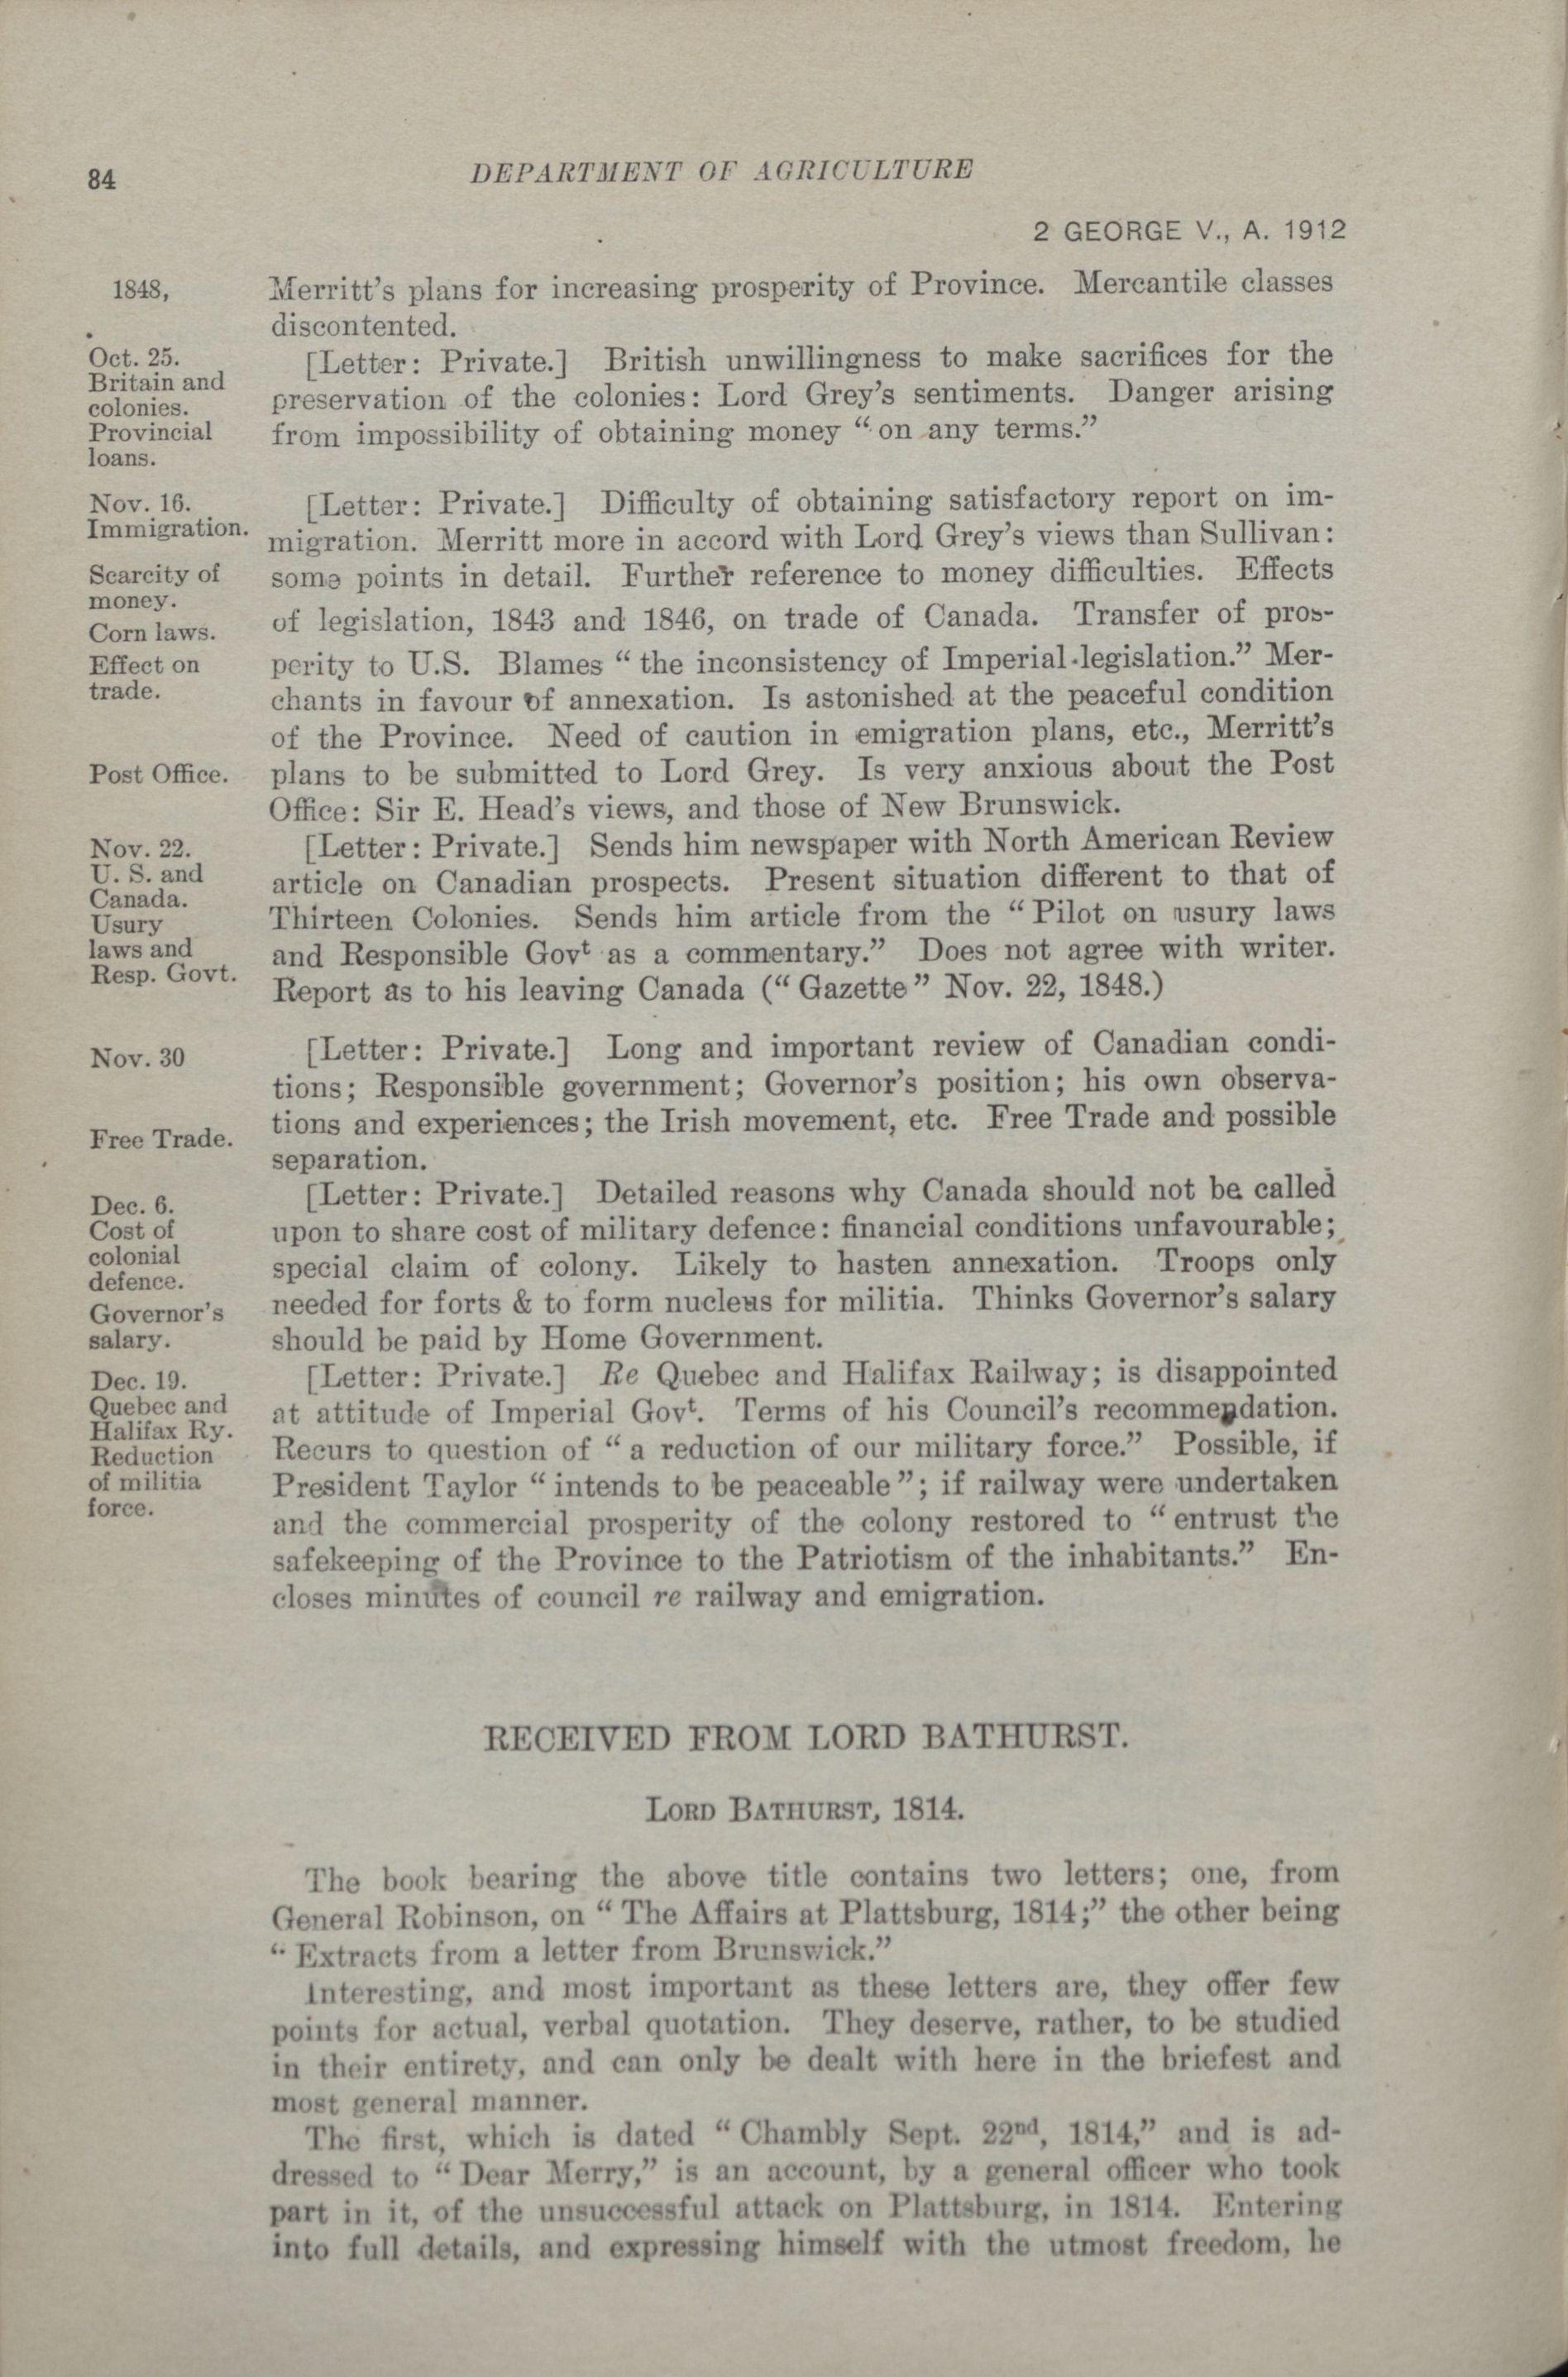 84
DEPARTMENT OF AGRICULTURE
2 GEORGE V., A. 1912
1848,
Merritt's plans for increasing prosperity of Province. Mercantile classes
discontented.
Oct. 25.
Britain and
colonies.
Provincial
loans.
[Letter: Private.] British unwillingness to make sacrifices for the
preservation of the colonies: Lord Grey's sentiments. Danger arising
from impossibility of obtaining money “ on any terms.”
Nov. 16.
Immigration.
Scarcity of
money.
Corn laws.
Effect on
trade.
Post Office.
[Letter: Private.] Difficulty of obtaining satisfactory report on im-
migration. Merritt more in accord with Lord Grey's views than Sullivan:
some points in detail. Further reference to money difficulties. Effects
of legislation, 1843 and 1846, on trade of Canada. Transfer of pros-
perity to U.S. Blames “ the inconsistency of Imperial legislation.” Mer-
chants in favour of annexation. Is astonished at the peaceful condition
of the Province. Need of caution in emigration plans, etc., Merritt's
plans to be submitted to Lord Grey. Is very anxious about the Post
Office: Sir E. Head's views, and those of New Brunswick.
Nov. 22.
U. S. and
Canada.
Usury
laws and
Resp. Govt.
[Letter: Private.] Sends him newspaper with North American Review
article on Canadian prospects. Present situation different to that of
Thirteen Colonies. Sends him article from the “ Pilot on usury laws
and Responsible Govt as a commentary.” Does not agree with writer.
Report as to his leaving Canada (“ Gazette ” Nov. 22, 1848.)
Nov. 30
Free Trade.
[Letter: Private.] Long and important review of Canadian condi-
tions; Responsible government; Governor's position; his own observa-
tions and experiences; the Irish movement, etc. Free Trade and possible
separation.
Dec. 6.
Cost of
colonial
defence.
Governor's
salary.
[Letter: Private.] Detailed reasons why Canada should not be called
upon to share cost of military defence: financial conditions unfavourable;
special claim of colony. Likely to hasten annexation. Troops only
needed for forts & to form nucleus for militia. Thinks Governor's salary
should be paid by Home Government.
Dec. 19.
Quebec and
Halifax Ry.
Reduction
of militia
force.
[Letter: Private.] Re Quebec and Halifax Railway; is disappointed
at attitude of Imperial Govt. Terms of his Council's recommendation.
Recurs to question of “ a reduction of our military force.” Possible, if
President Taylor “ intends to be peaceable ”; if railway were undertaken
and the commercial prosperity of the colony restored to “ entrust the
safekeeping of the Province to the Patriotism of the inhabitants.” En-
closes minutes of council re railway and emigration.
RECEIVED FROM LORD BATHURST.
LORD BATHURST, 1814.
The book bearing the above title contains two letters; one, from
General Robinson, on “ The Affairs at Plattsburg, 1814;” the other being
“ Extracts from a letter from Brunswick.”
Interesting, and most important as these letters are, they offer few
points for actual, verbal quotation. They deserve, rather, to be studied
in their entirety, and can only be dealt with here in the briefest and
most general manner.
The first, which is dated “ Chambly Sept. 22nd, 1814,” and is ad-
dressed to “ Dear Merry,” is an account, by a general officer who took
part in it, of the unsuccessful attack on Plattsburg, in 1814. Entering
into full details, and expressing himself with the utmost freedom, he